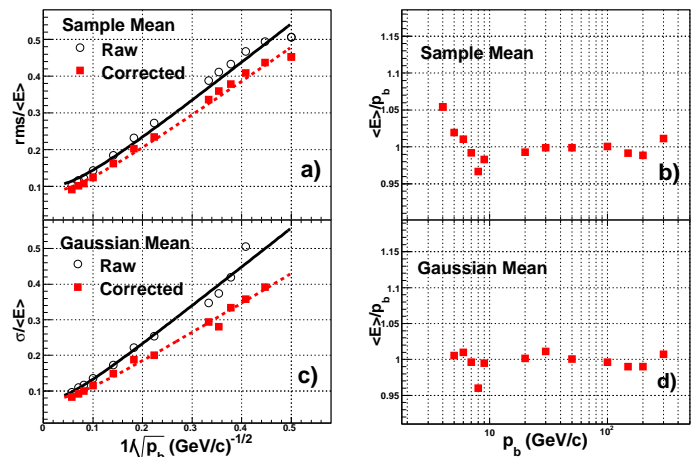 Sample Mean
Raw
Corrected
a)
rms/<E>
0.5
0.4
0.3
0.2
0.1
Gaussian Mean
Raw
Corrected
c)
σ/<E>
0.5
0.4
0.3
0.2
0.1
0 0.1 0.2 0.3 0.4 0.5
1/√p_b (GeV/c)^-1/2
Sample Mean
b)
<E>/p_b
1.15
1.1
1.05
1
0.95
Gaussian Mean
d)
<E>/p_b
1.15
1.1
1.05
1
0.95
10 10²
p_b (GeV/c)